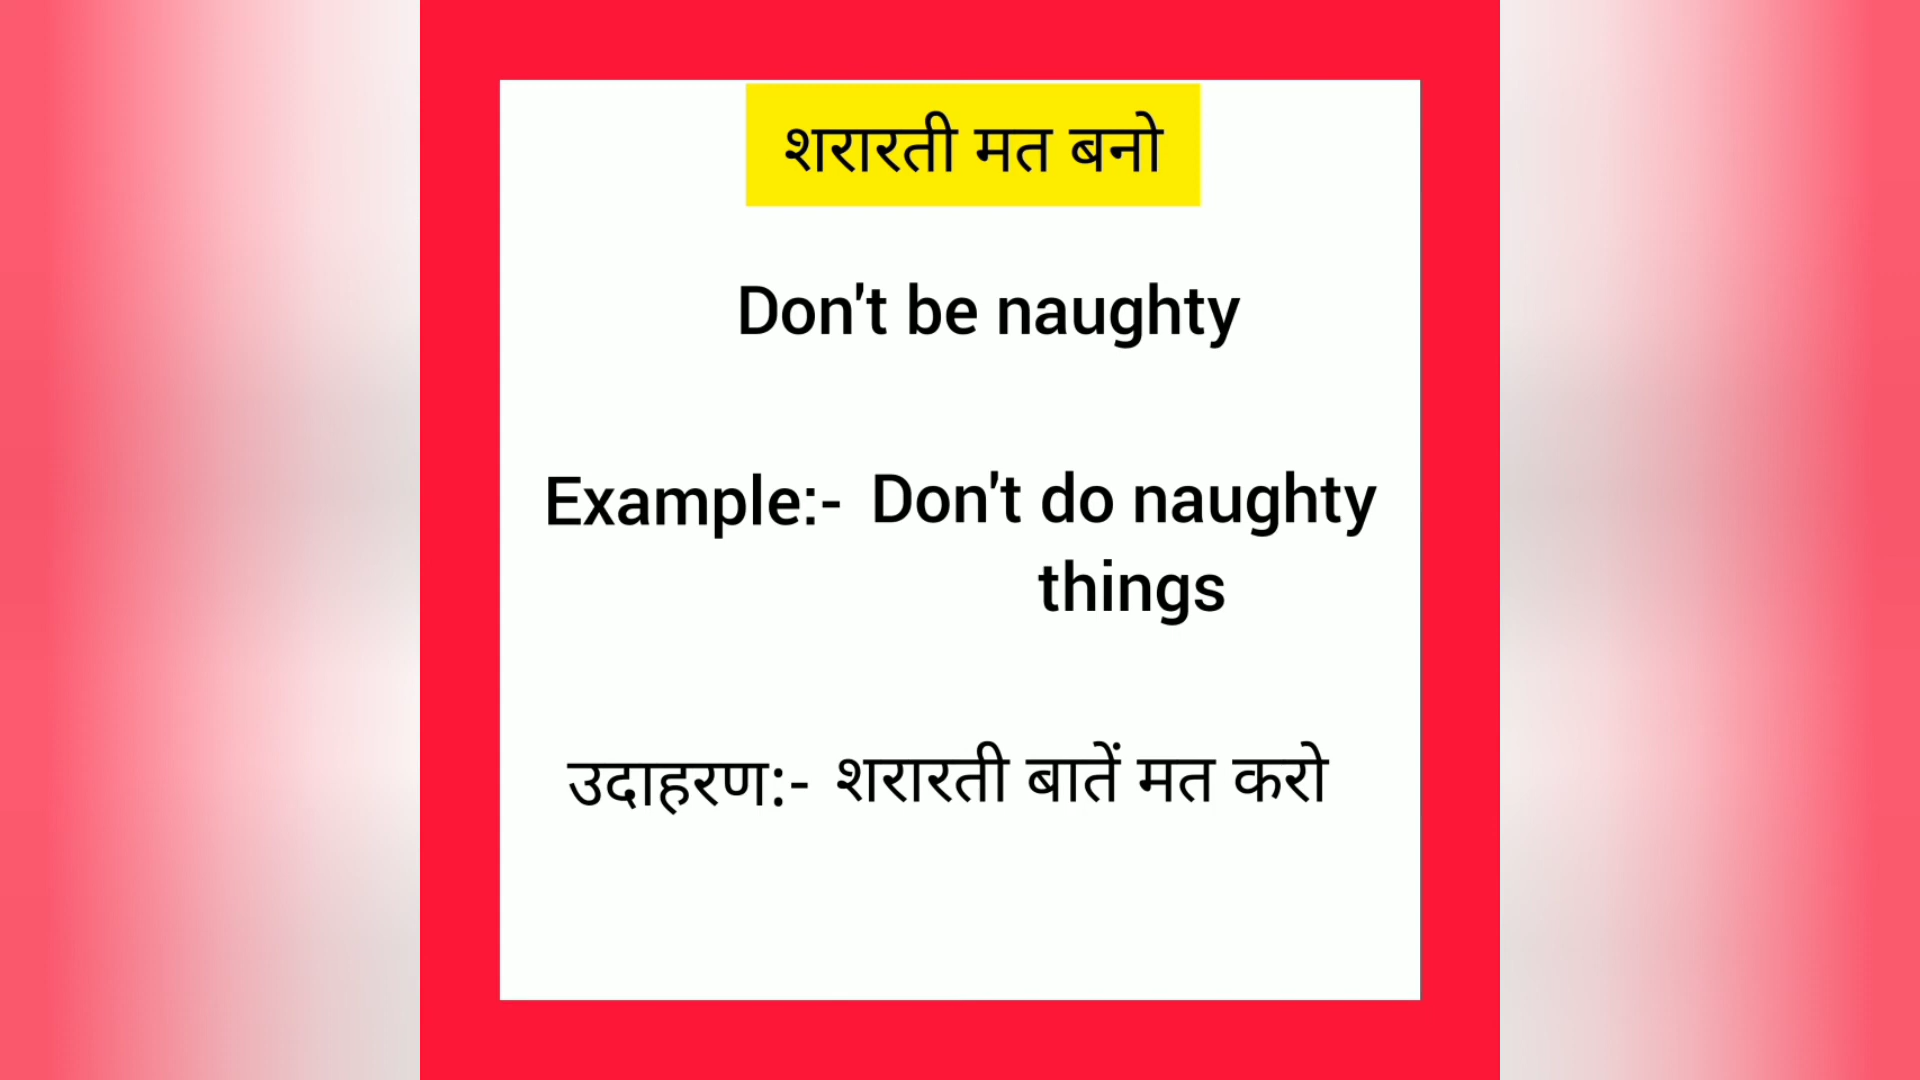 शरारती मत बनो
Don't be naughty
Example:- Don't do naughty
things
उदाहरण:- शरारती बातें मत करो